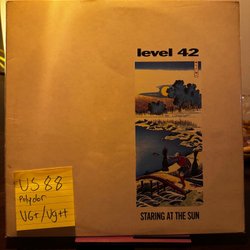 level 42
STARING AT THE SUN
US 88
Polydor
VG+/Vg++